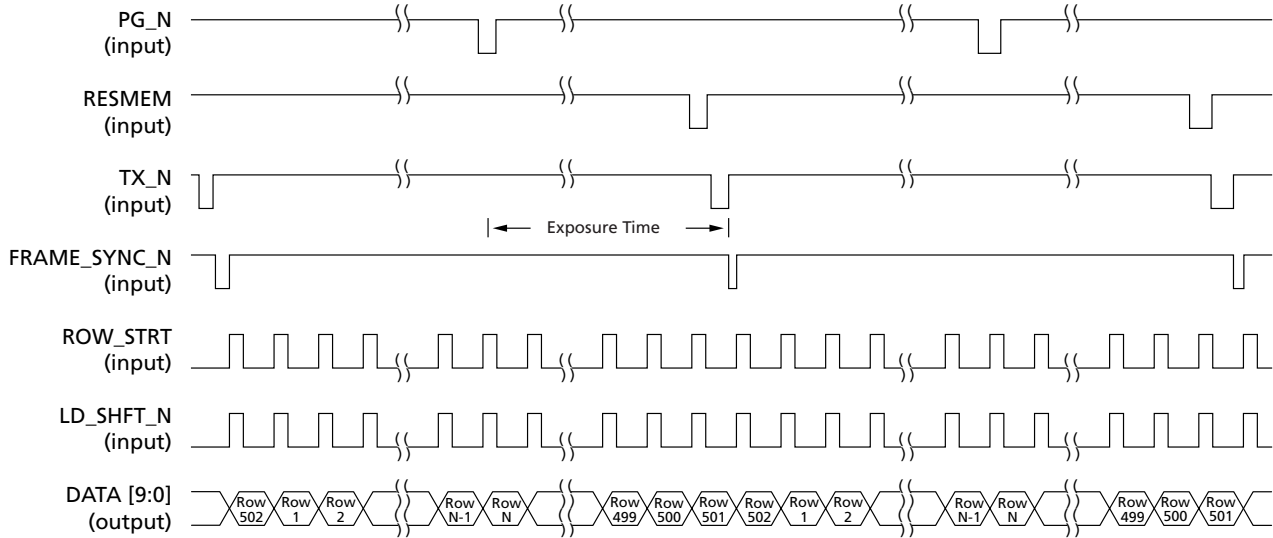 PG_N
(input)
RESMEM
(input)
TX_N
(input)
Exposure Time
FRAME_SYNC_N
(input)
ROW_STRT
(input)
LD_SHFT_N
(input)
DATA [9:0]
(output)
Row 502
Row 1
Row 2
Row N-1
Row N
Row 499
Row 500
Row 501
Row 502
Row 1
Row 2
Row N-1
Row N
Row 499
Row 500
Row 501